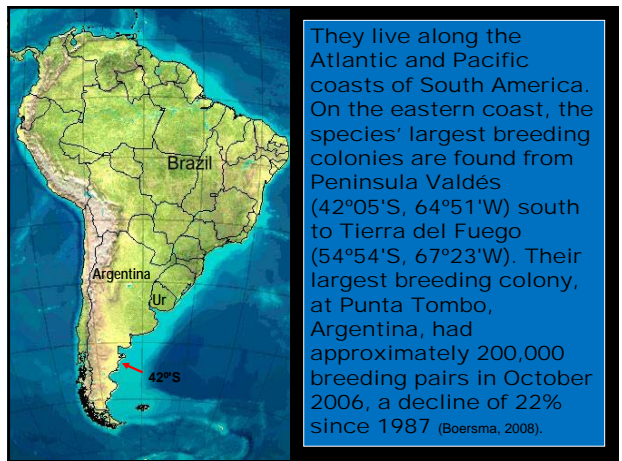 Brazil
Argentina
Ur
42º'S
They live along the
Atlantic and Pacific
coasts of South America.
On the eastern coast, the
species’ largest breeding
colonies are found from
Peninsula Valdés
(42º05'S, 64º51'W) south
to Tierra del Fuego
(54º54'S, 67º23'W). Their
largest breeding colony,
at Punta Tombo,
Argentina, had
approximately 200,000
breeding pairs in October
2006, a decline of 22%
since 1987 (Boersma, 2008).